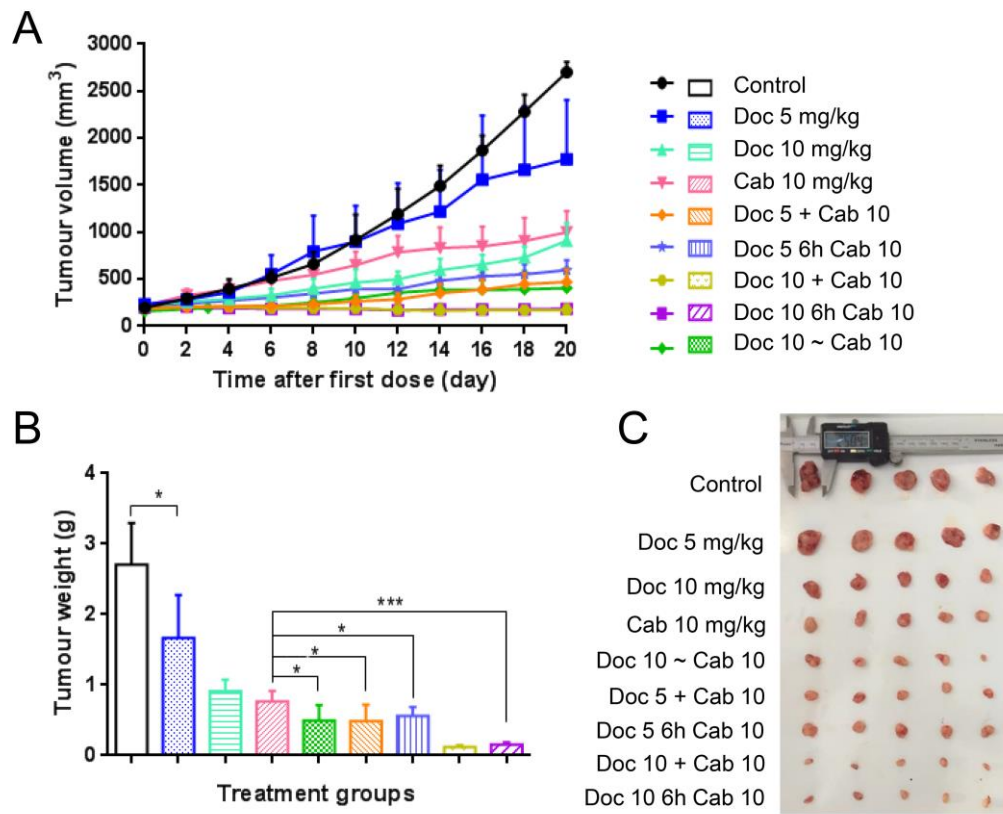 A
3000
2500
2000
1500
1000
500
0
Tumour volume (mm3)
0 2 4 6 8 10 12 14 16 18 20
Time after first dose (day)
Control
Doc 5 mg/kg
Doc 10 mg/kg
Cab 10 mg/kg
Doc 5 + Cab 10
Doc 5 6h Cab 10
Doc 10 + Cab 10
Doc 10 6h Cab 10
Doc 10 ~ Cab 10
B
4
3
2
1
0
Tumour weight (g)
*
***
*
*
*
Treatment groups
C
Control
Doc 5 mg/kg
Doc 10 mg/kg
Cab 10 mg/kg
Doc 10 ~ Cab 10
Doc 5 + Cab 10
Doc 5 6h Cab 10
Doc 10 + Cab 10
Doc 10 6h Cab 10